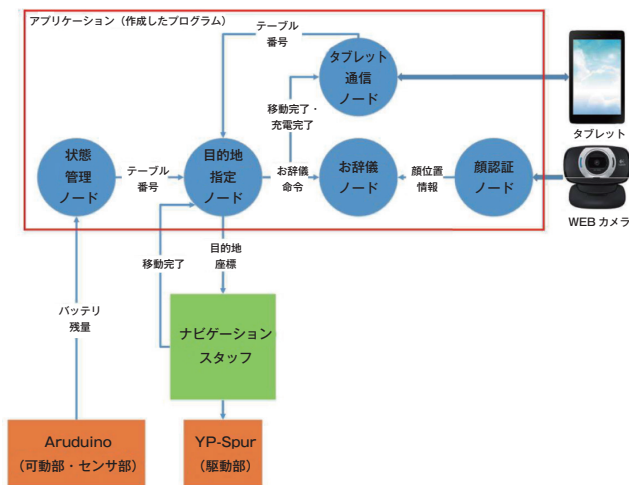 アプリケーション（作成したプログラム）
テーブル
番号
タブレット
通信
ノード
タブレット
移動完了・
充電完了
状態
管理
ノード
テーブル
番号
目的地
指定
ノード
お辞儀
命令
お辞儀
ノード
顔位置
情報
顔認証
ノード
WEB カメラ
移動完了
目的地
座標
バッテリ
残量
ナビゲーション
スタッフ
Aruduino
（可動部・センサ部）
YP-Spur
（駆動部）